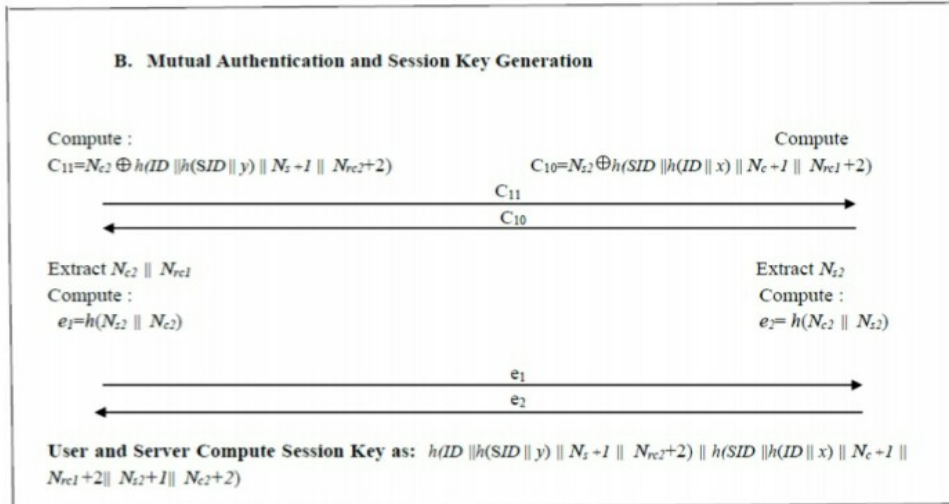 B. Mutual Authentication and Session Key Generation
Compute :
C11=Nc2 ⊕ h(ID ||h(SID || y) || Ns +1 || Nrc2+2)
Compute
C10=Ns2⊕h(SID ||h(ID || x) || Nc +1 || Nrc1+2)
C11
C10
Extract Nc2 || Nrc1
Compute :
e1=h(Ns2 || Nc2)
Extract Ns2
Compute :
e2= h(Nc2 || Ns2)
e1
e2
User and Server Compute Session Key as: h(ID ||h(SID || y) || Ns +1 || Nrc2+2) || h(SID ||h(ID || x) || Nc +1 ||
Nrc1 +2|| Ns2+1|| Nc2+2)